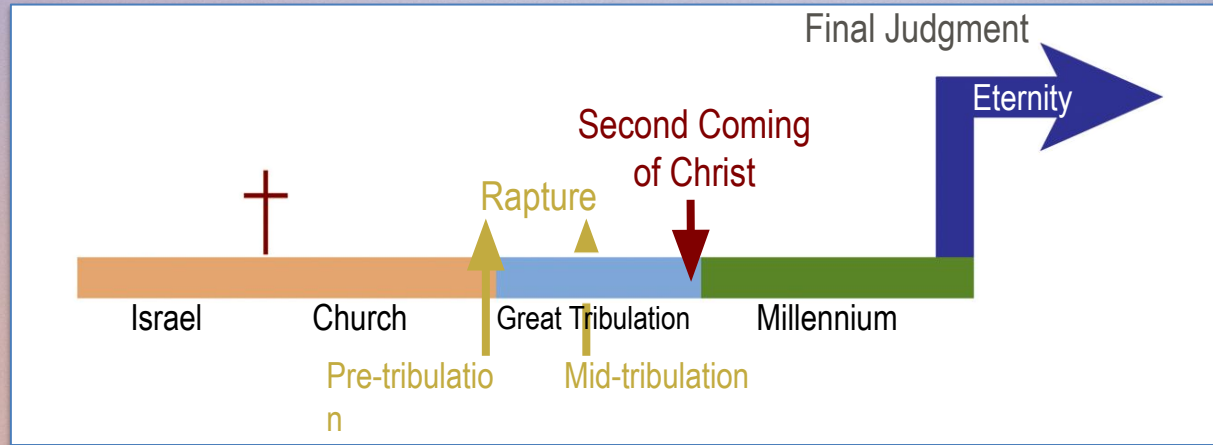 Final Judgment
Eternity
Second Coming
of Christ
Rapture
Israel
Church
Great Tribulation
Millennium
Pre-tribulatio
n
Mid-tribulation